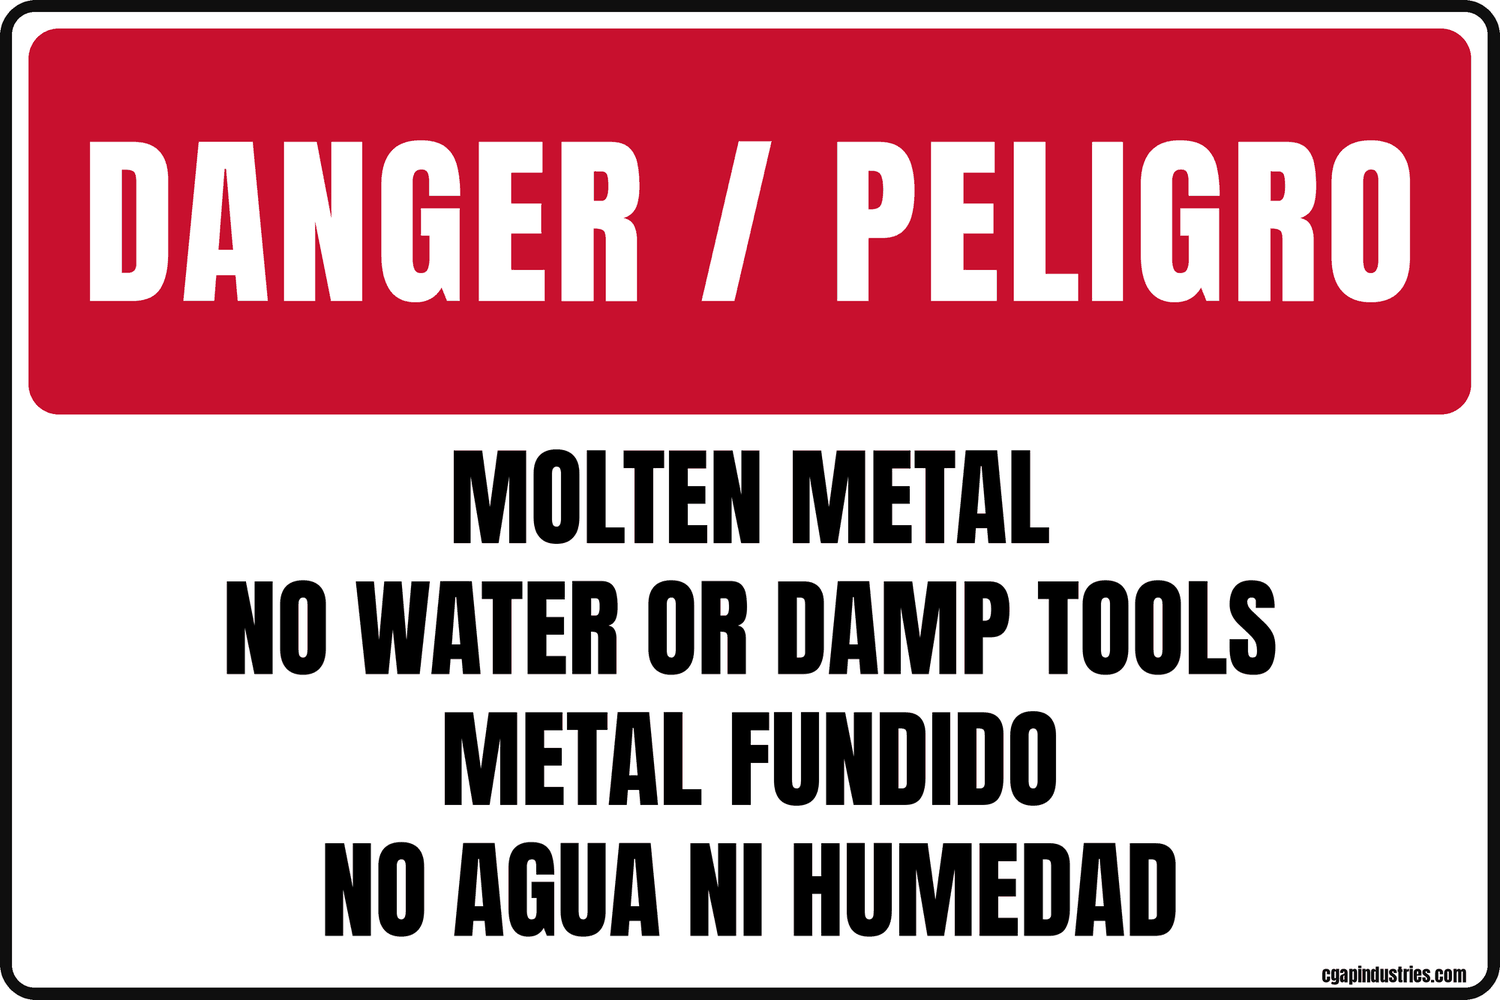 DANGER / PELIGRO
MOLTEN METAL
NO WATER OR DAMP TOOLS
METAL FUNDIDO
NO AGUA NI HUMEDAD
cgapindustries.com